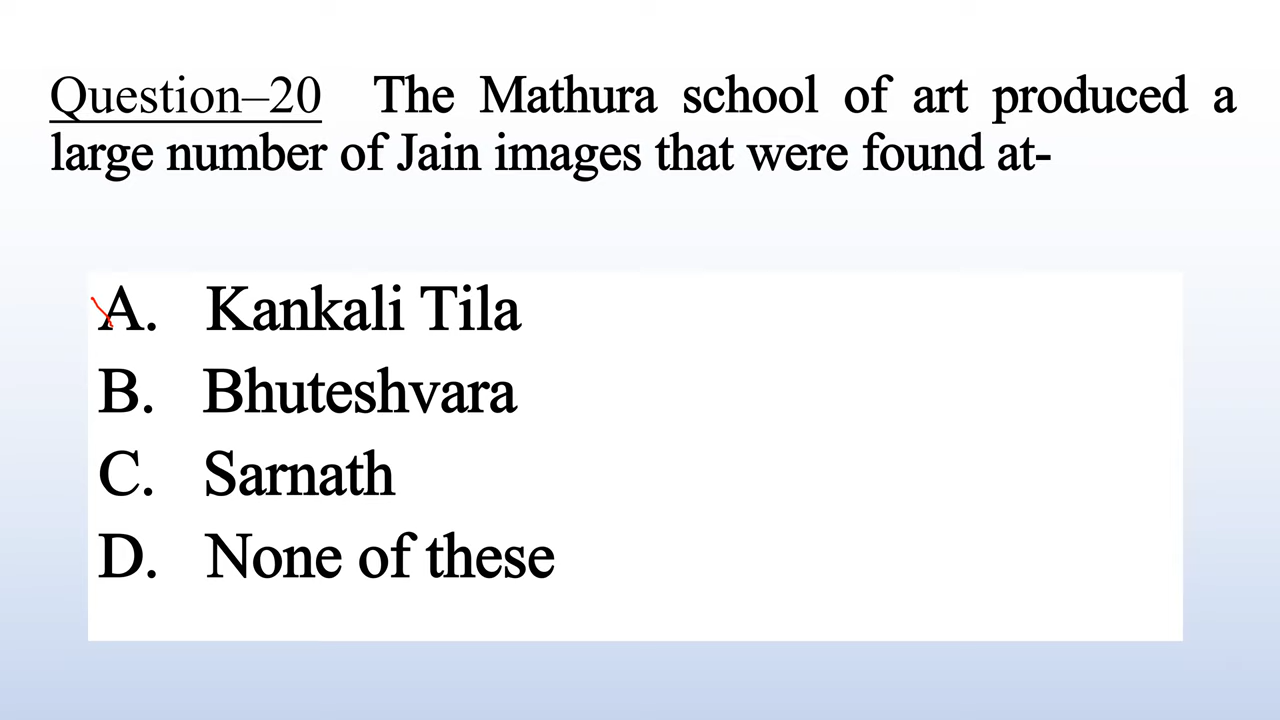 Question–20 The Mathura school of art produced a
large number of Jain images that were found at-
A. Kankali Tila
B. Bhuteshvara
C. Sarnath
D. None of these